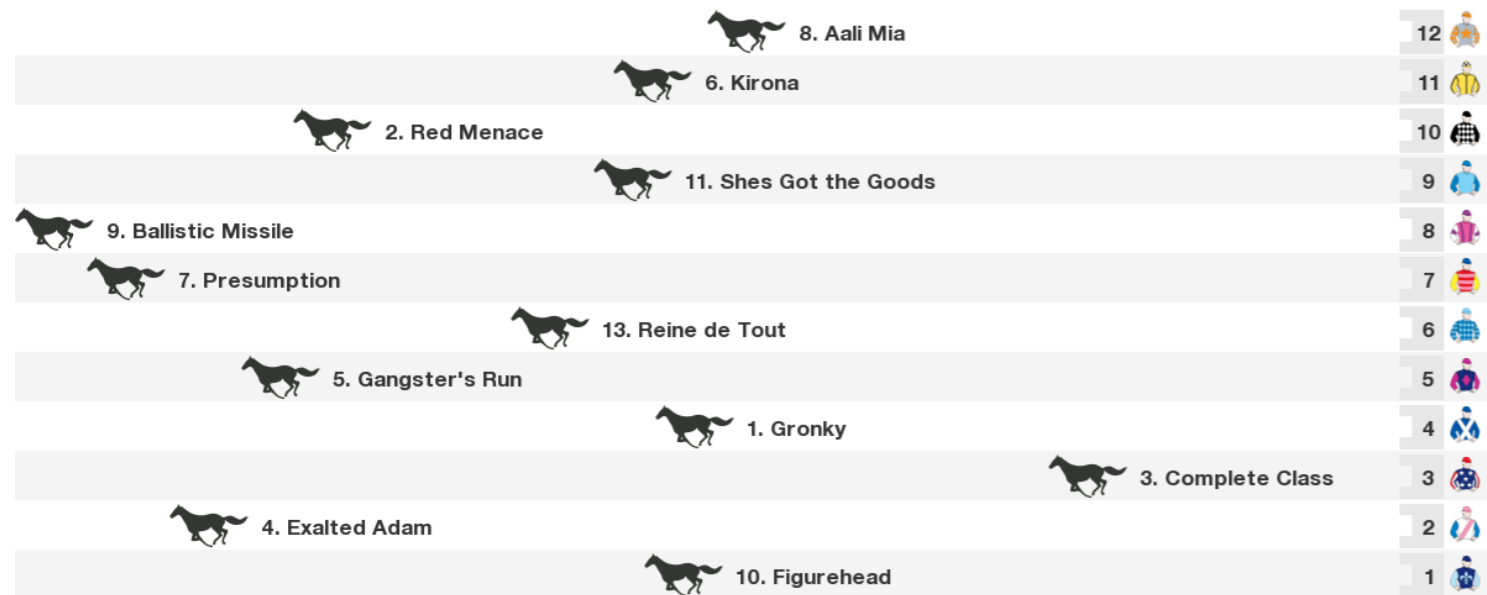 8. Aali Mia 12
6. Kirona 11
2. Red Menace 10
11. Shes Got the Goods 9
9. Ballistic Missile 8
7. Presumption 7
13. Reine de Tout 6
5. Gangster's Run 5
1. Gronky 4
3. Complete Class 3
4. Exalted Adam 2
10. Figurehead 1